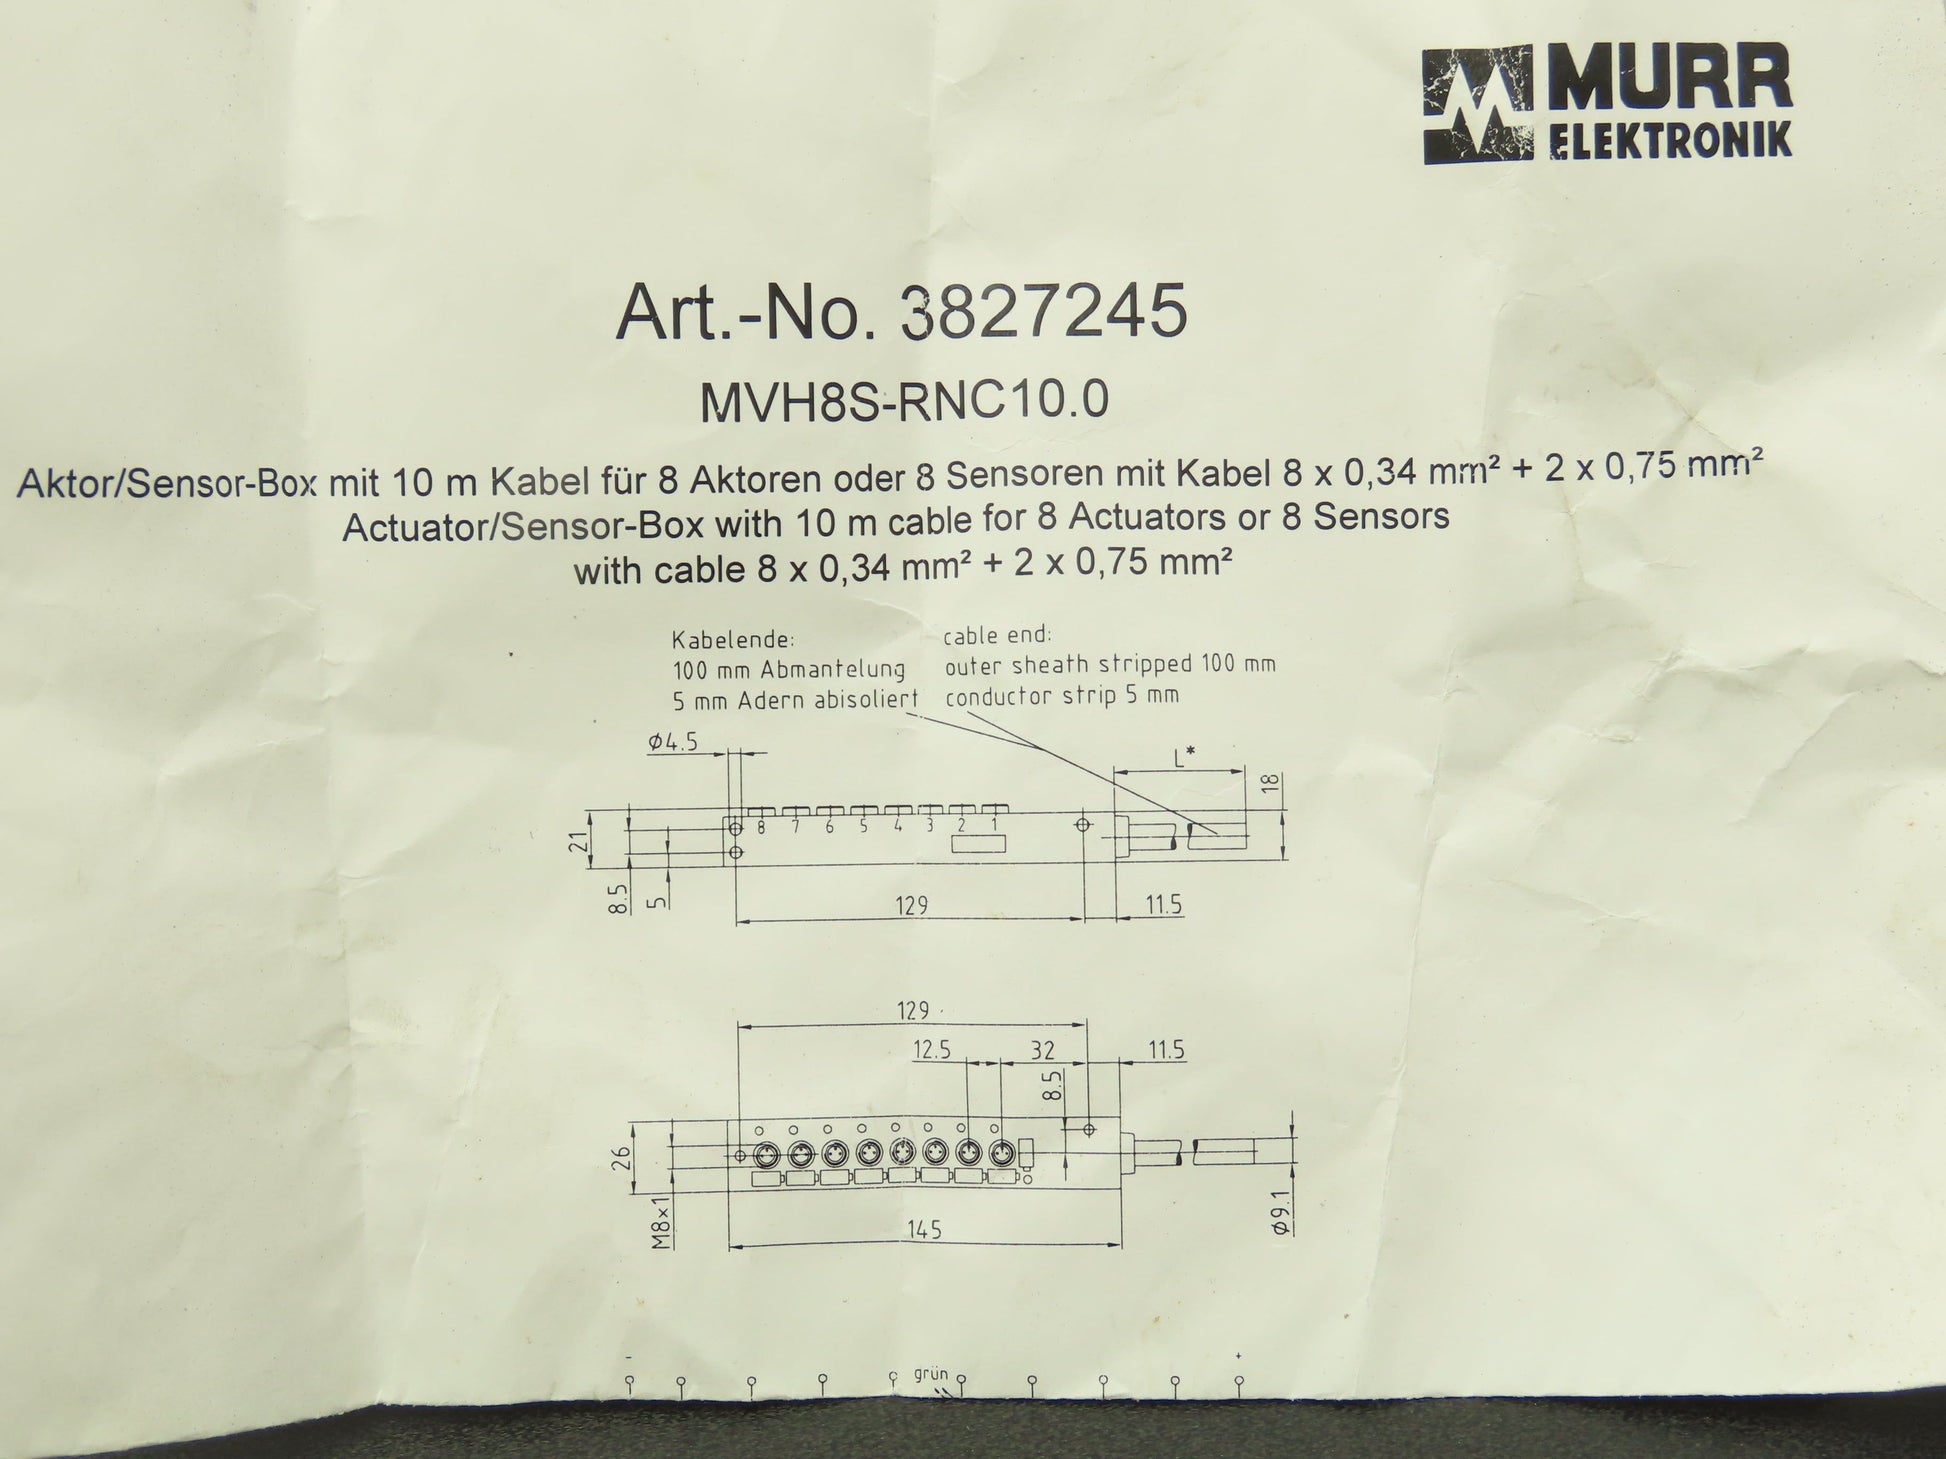 MURR
ELEKTRONIK
Art.-No. 3827245
MVH8S-RNC10.0
Aktor/Sensor-Box mit 10 m Kabel für 8 Aktoren oder 8 Sensoren mit Kabel 8 x 0,34 mm² + 2 x 0,75 mm²
Actuator/Sensor-Box with 10 m cable for 8 Actuators or 8 Sensors
with cable 8 x 0,34 mm² + 2 x 0,75 mm²
Kabelende: cable end:
100 mm Abmantelung outer sheath stripped 100 mm
5 mm Adern abisoliert conductor strip 5 mm
Ø4.5
L*
18
8 7 6 5 4 3 2 1
21
8.5
5
129
11.5
129
12.5 32 11.5
8.5
26
M8x1
145
Ø9.1
- +
grün